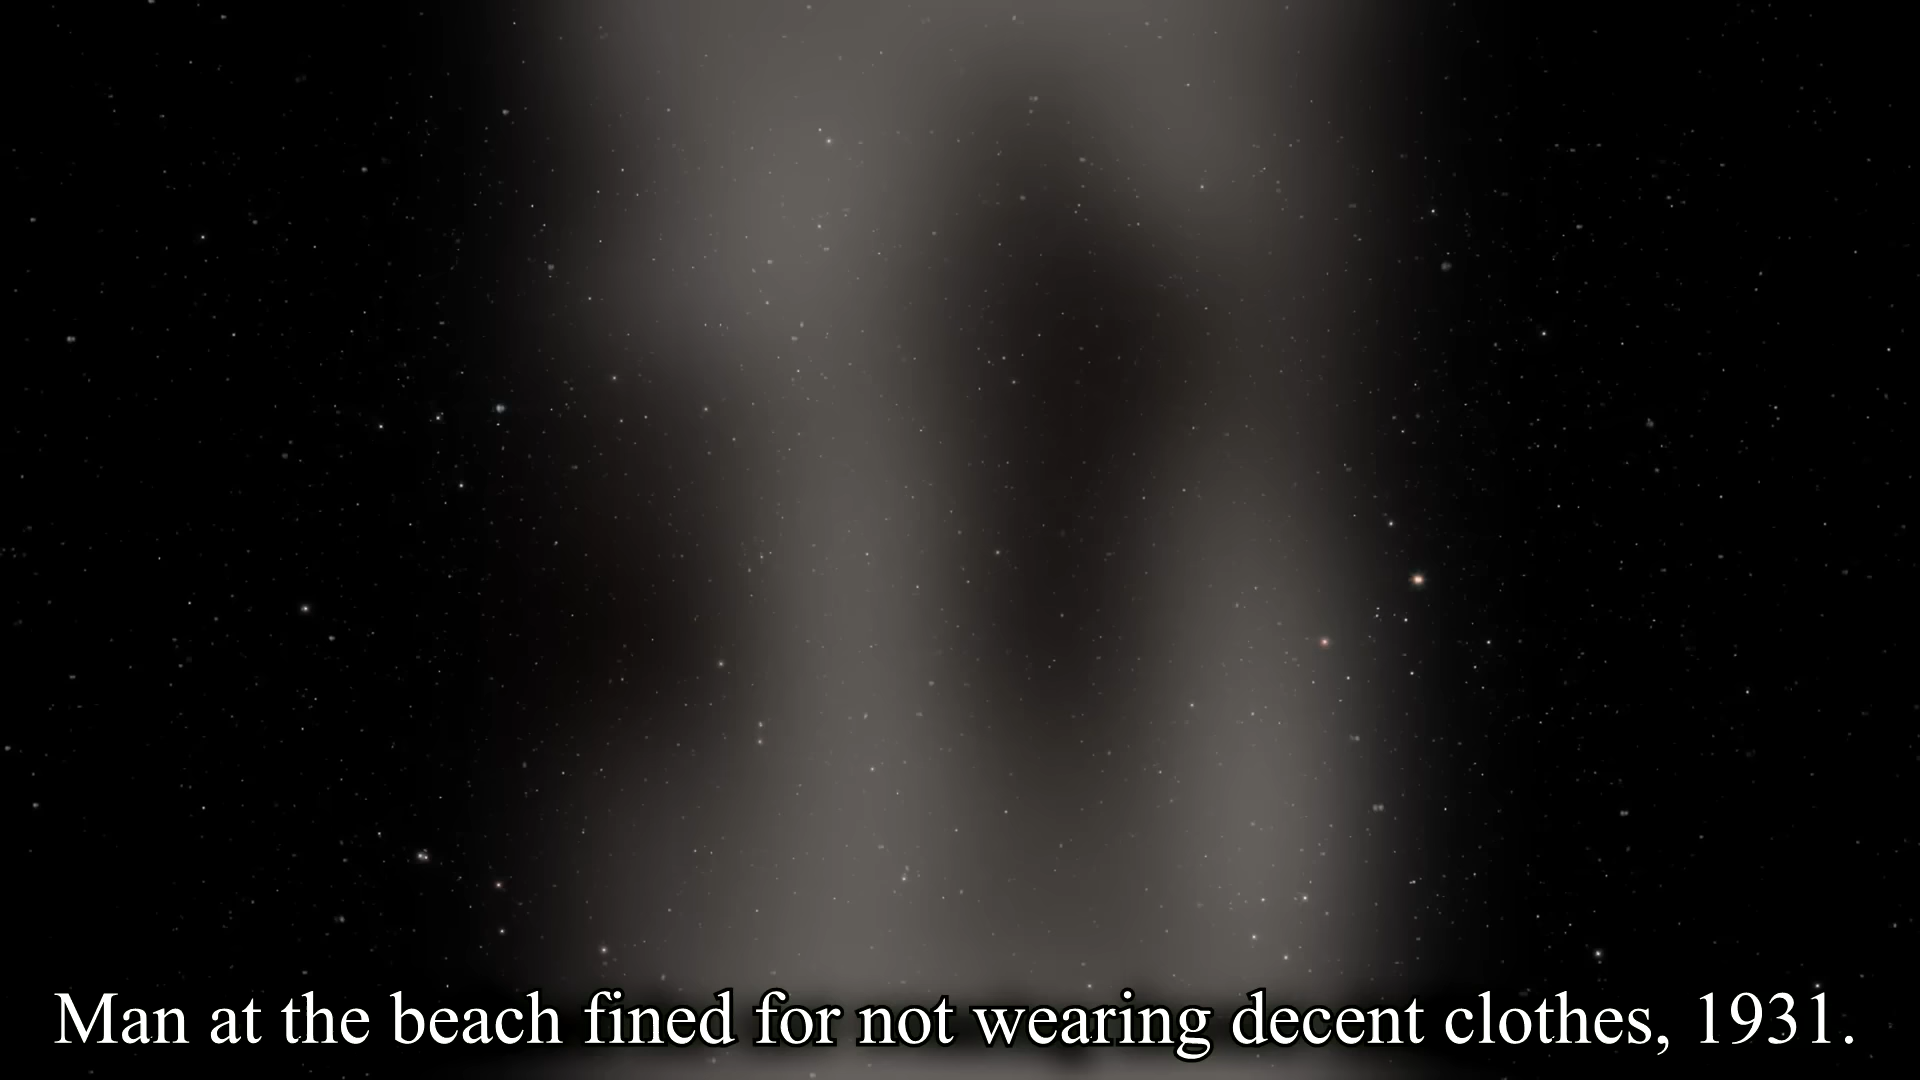 Man at the beach fined for not wearing decent clothes, 1931.